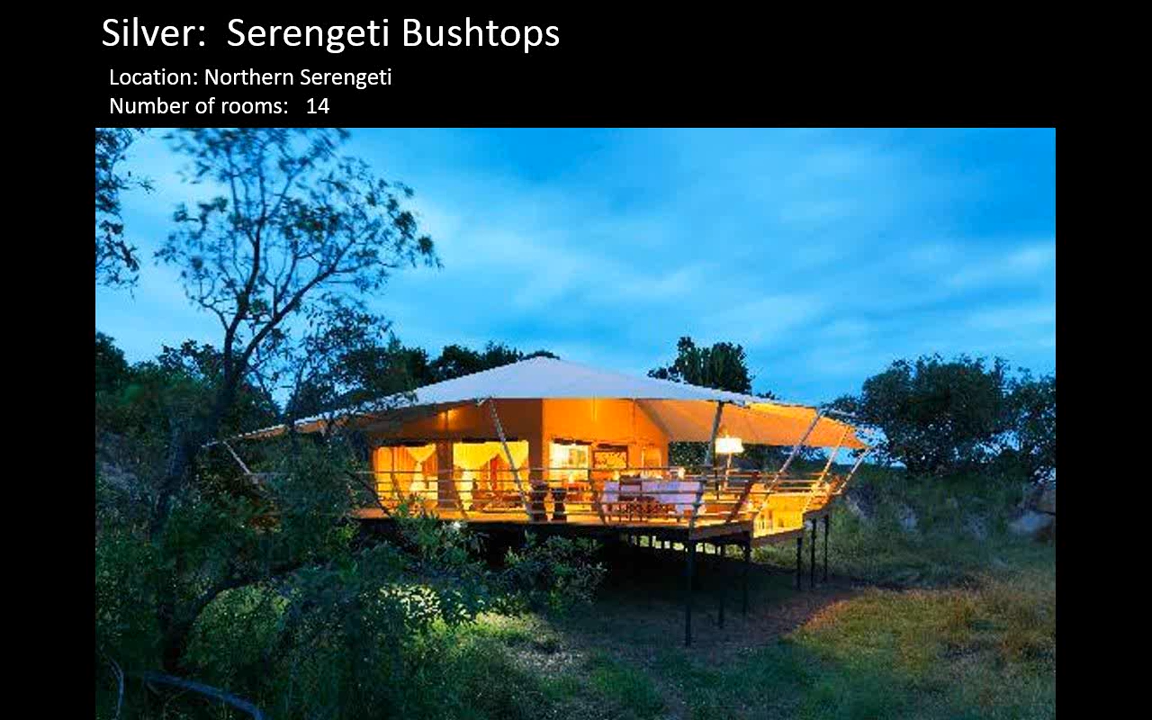 Silver:  Serengeti Bushtops
Location: Northern Serengeti
Number of rooms:   14